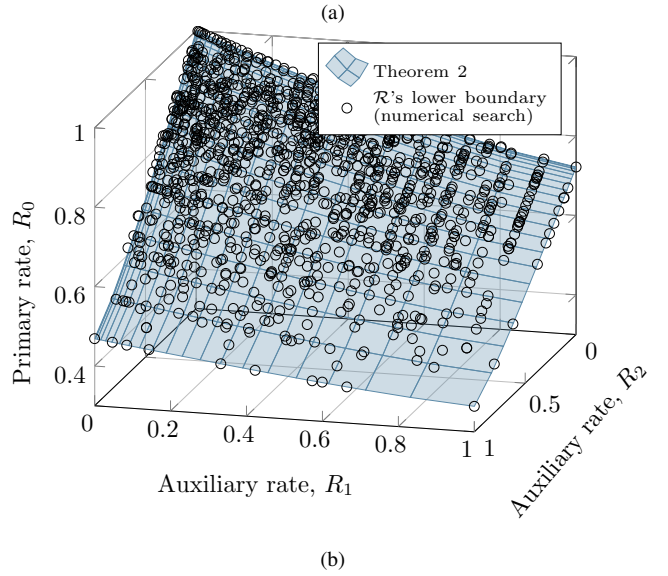 (a)
Theorem 2
R's lower boundary
(numerical search)
1
0.8
0.6
0.4
Primary rate, R₀
0
0.2
0.4
0.6
0.8
1
Auxiliary rate, R₁
1
0.5
0
Auxiliary rate, R₂
(b)